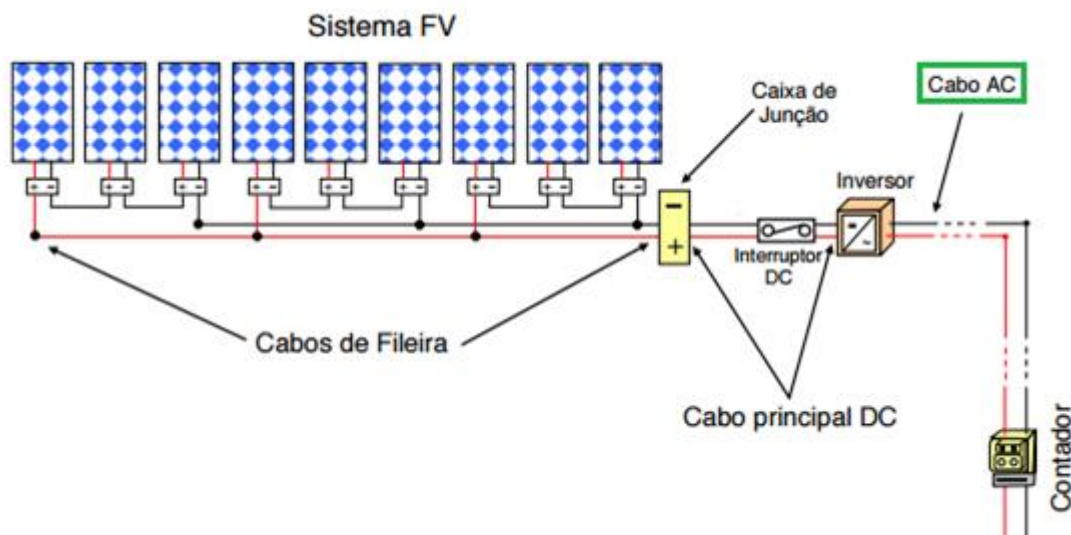 Sistema FV
Caixa de
Junção
Cabo AC
Inversor
+ - + - + - + - + - + - + - + - + -
-
+
Interruptor
DC
Cabos de Fileira
Cabo principal DC
Contador